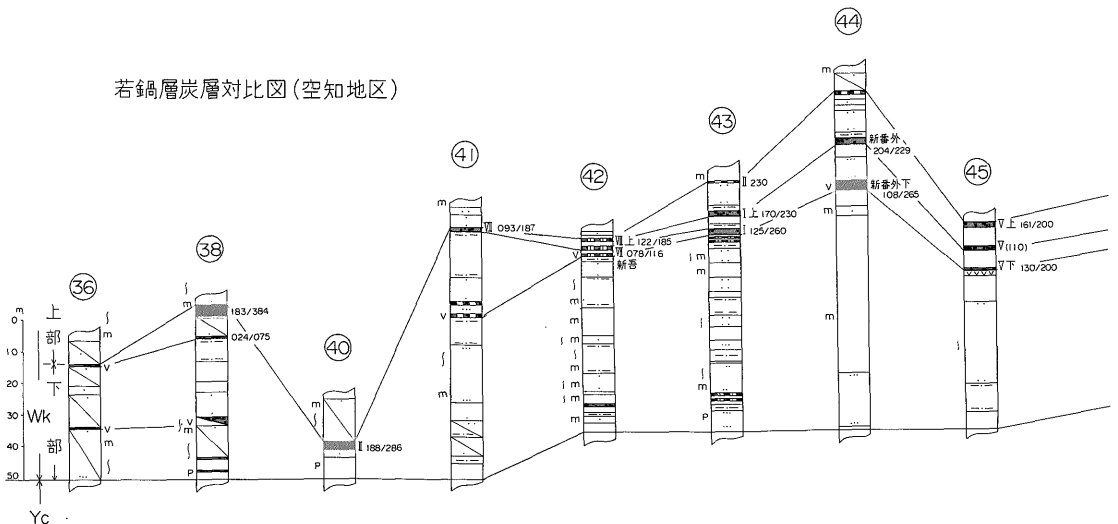 若鍋層炭層対比図(空知地区)
㊱
m
0
10
20
30
40
50
上
部
下
部
Wk
Yc
m
v
v
m
㊳
m
183/384
024/075
v
m
P
㊵
m
Ⅱ 188/286
㊶
m
Ⅶ 093/187
v
m
㊷
Ⅶ上 122/185
Ⅶ 078/116
新吾
v
m
m
m
m
m
m
㊸
m
Ⅱ 230
Ⅰ上 170/230
Ⅰ 125/260
m
m
m
P
㊹
m
新番外
204/229
v
新番外下
108/265
m
m
㊺
Ⅴ上 161/200
Ⅴ(110)
Ⅴ下 130/200
v v v v